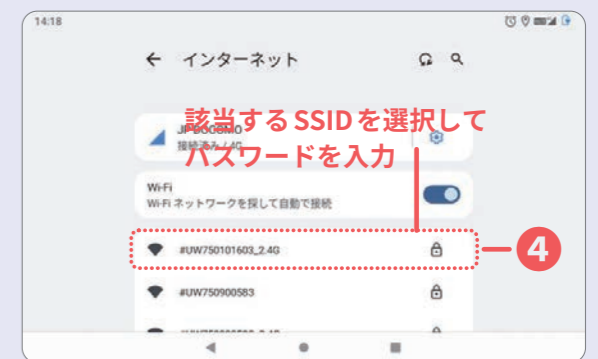 14:18
インターネット
該当するSSIDを選択して
パスワードを入力
JP DOCOMO
接続済み / 4G
Wi-Fi
Wi-Fi ネットワークを探して自動で接続
#UW750101603_2.4G
4
#UW750900583